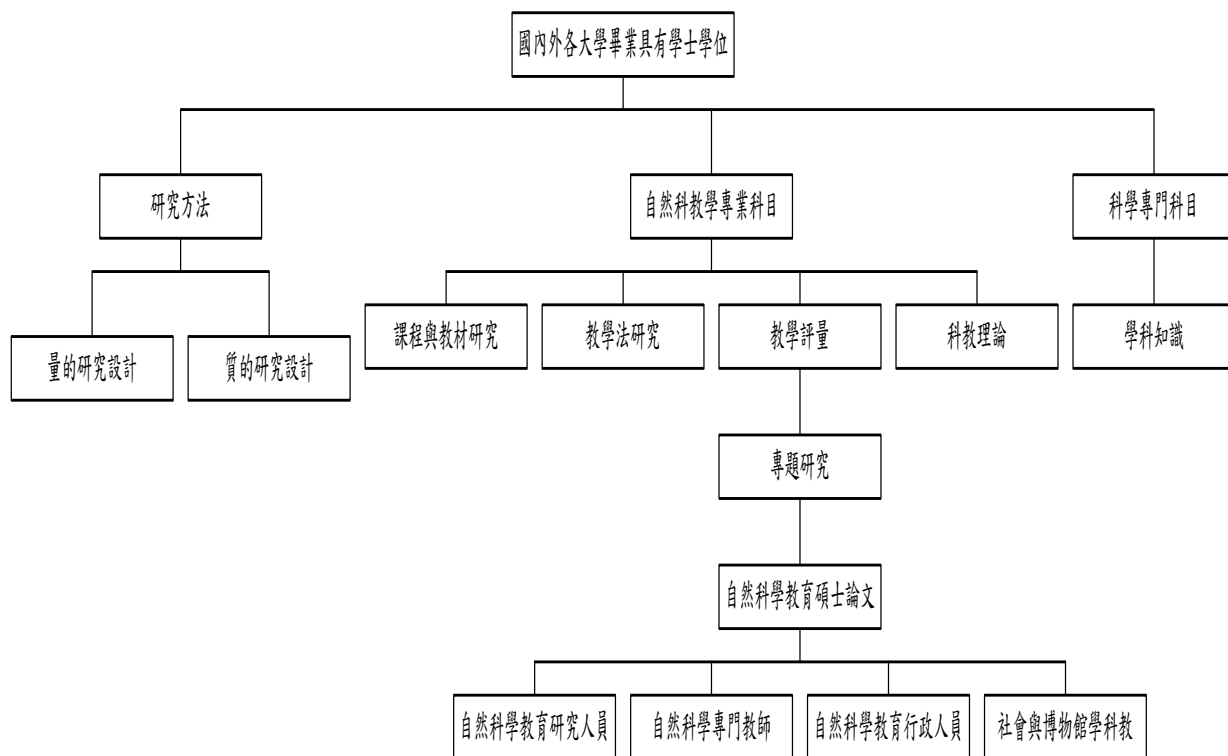 國內外各大學畢業具有學士學位
研究方法
自然科教學專業科目
科學專門科目
量的研究設計
質的研究設計
課程與教材研究
教學法研究
教學評量
科教理論
學科知識
專題研究
自然科學教育碩士論文
自然科學教育研究人員
自然科學專門教師
自然科學教育行政人員
社會與博物館學科教